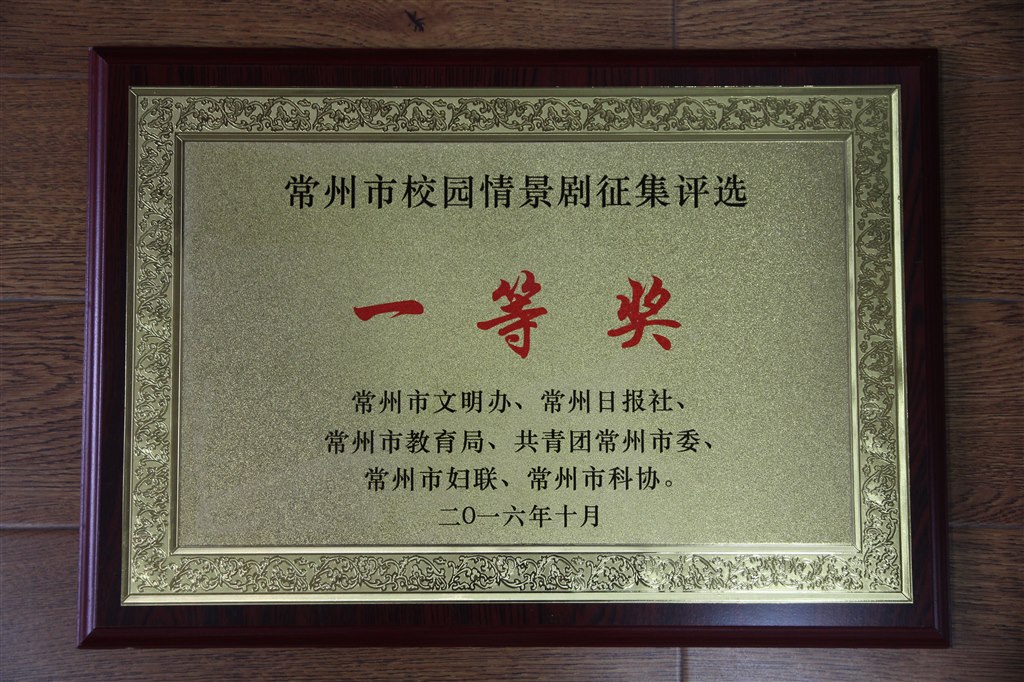 常州市校园情景剧征集评选
一等奖
常州市文明办、常州日报社、
常州市教育局、共青团常州市委、
常州市妇联、常州市科协。
二〇一六年十月